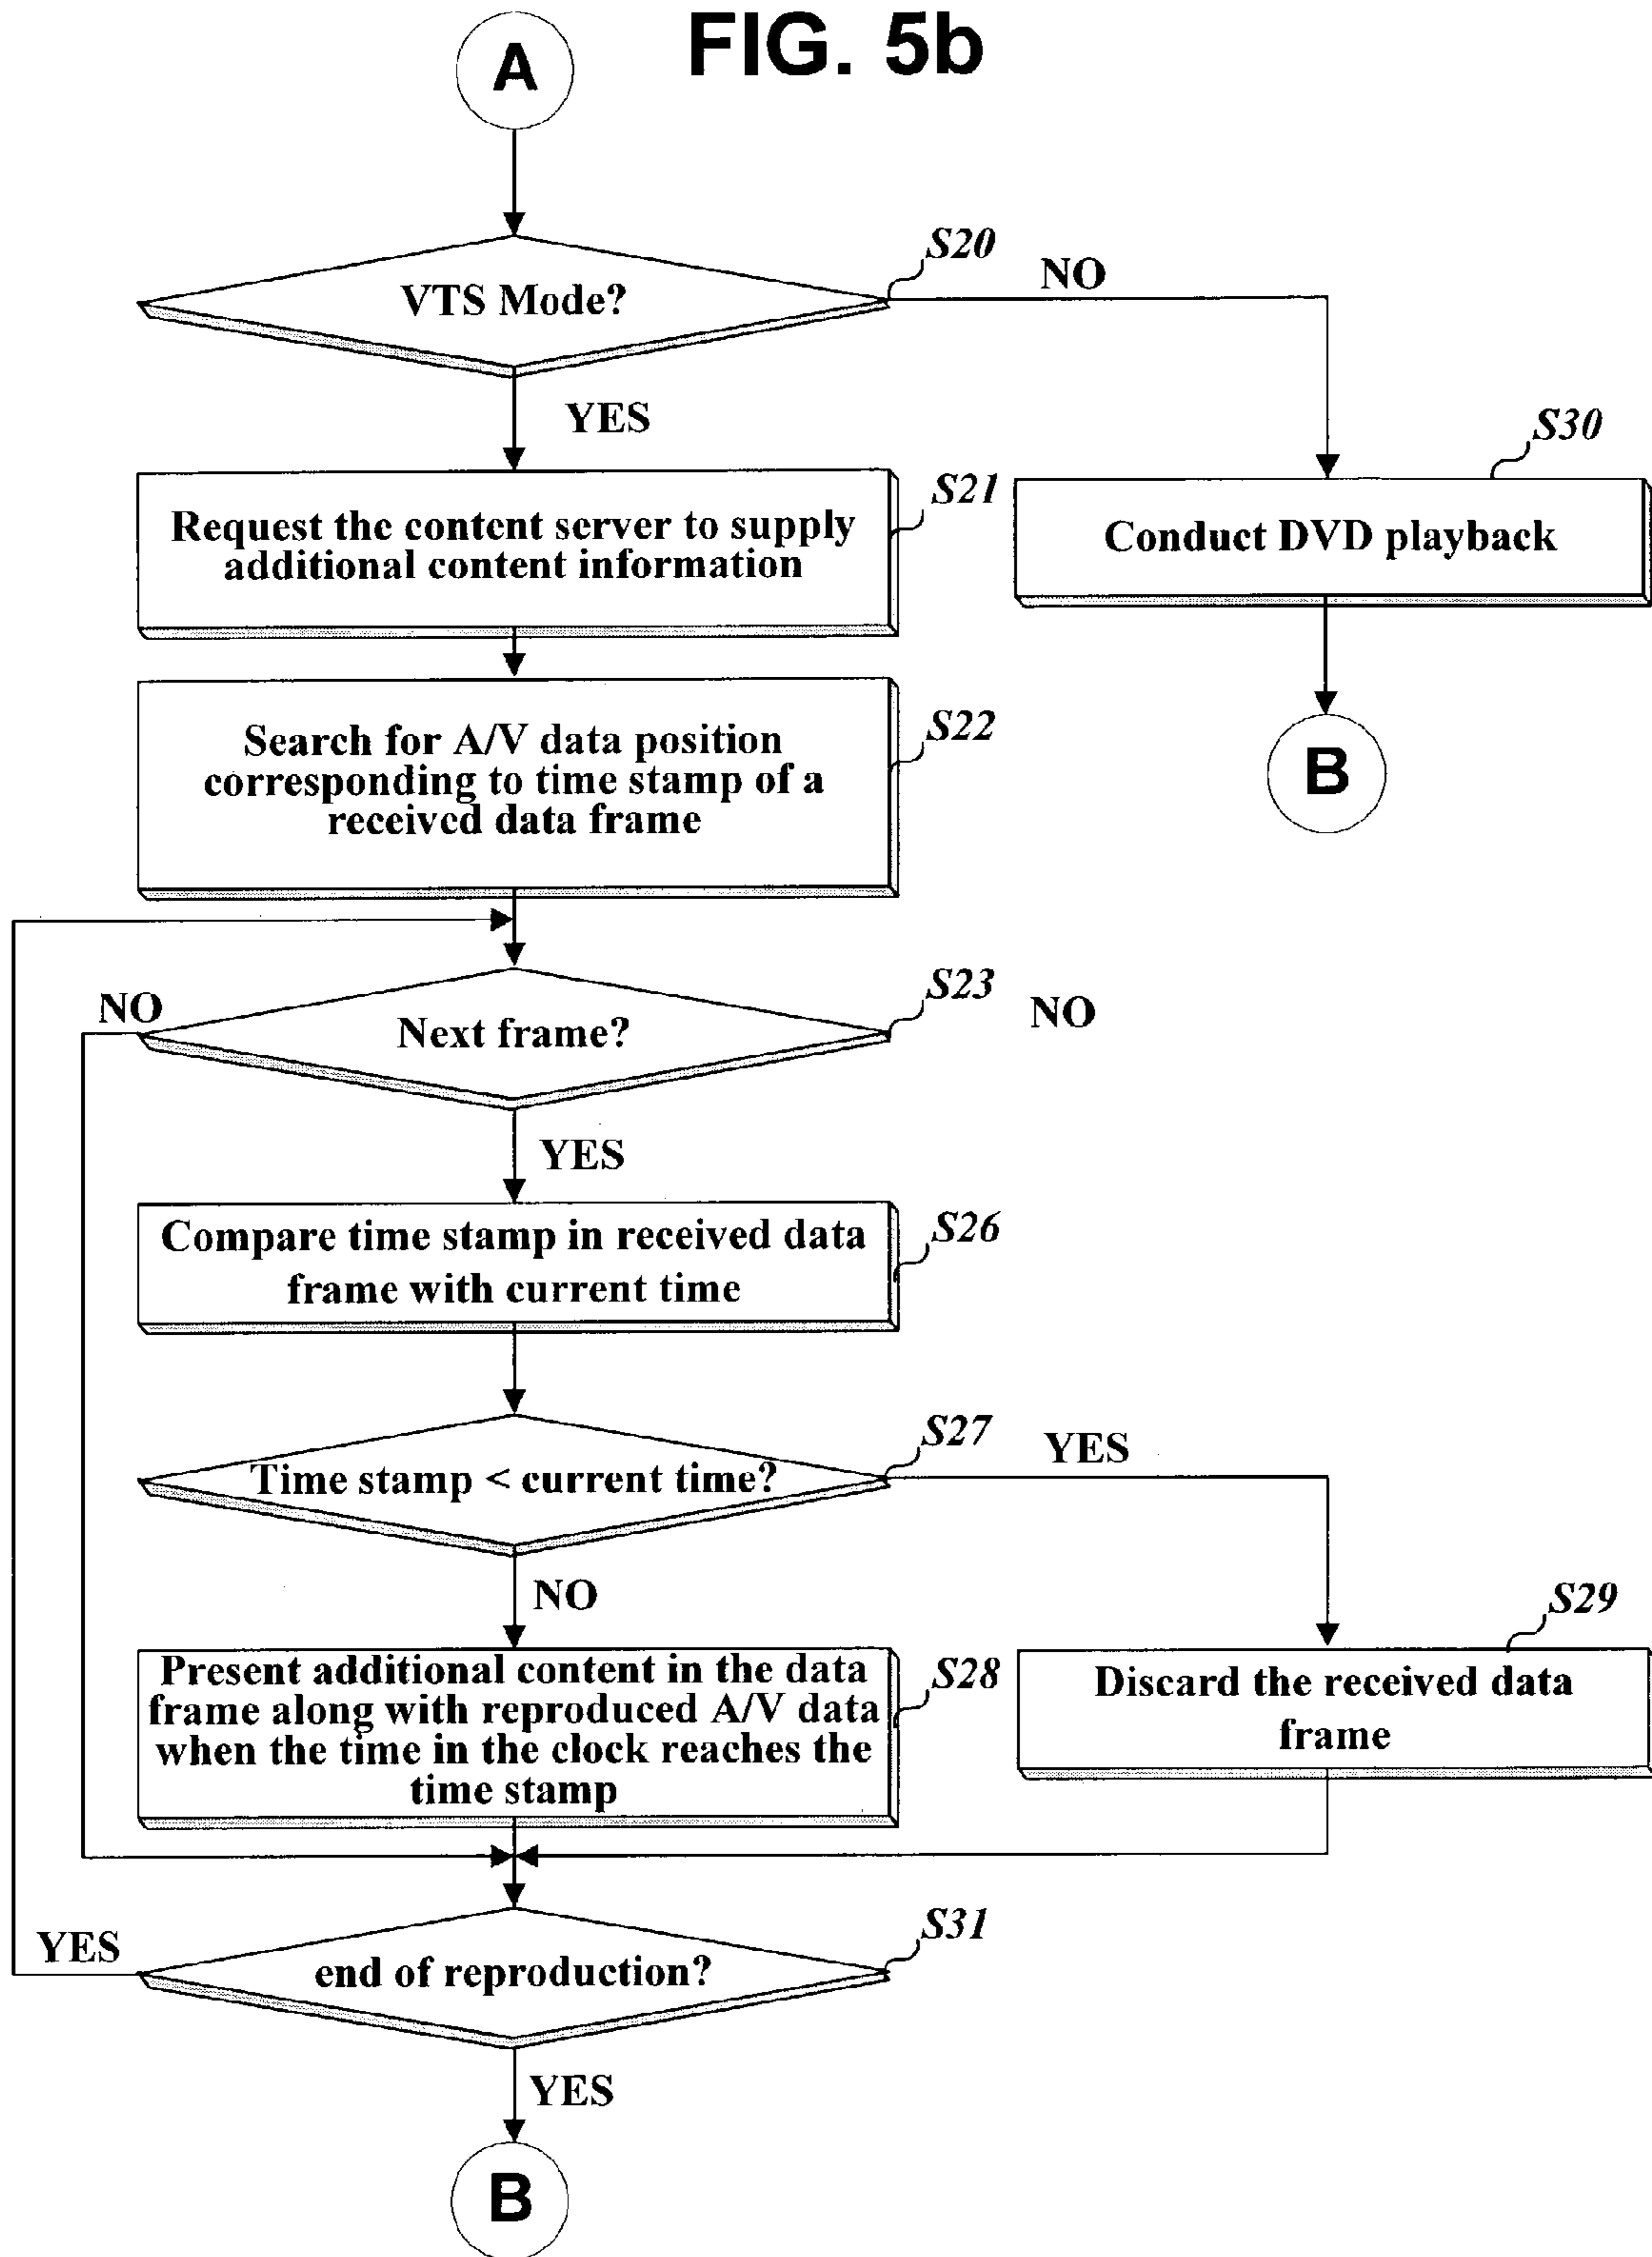 FIG. 5b
A
S20
VTS Mode?
NO
YES
S21
Request the content server to supply
additional content information
S30
Conduct DVD playback
B
S22
Search for A/V data position
corresponding to time stamp of a
received data frame
S23
NO
Next frame?
NO
YES
S26
Compare time stamp in received data
frame with current time
S27
Time stamp < current time?
YES
NO
S28
Present additional content in the data
frame along with reproduced A/V data
when the time in the clock reaches the
time stamp
S29
Discard the received data
frame
S31
YES
end of reproduction?
YES
B